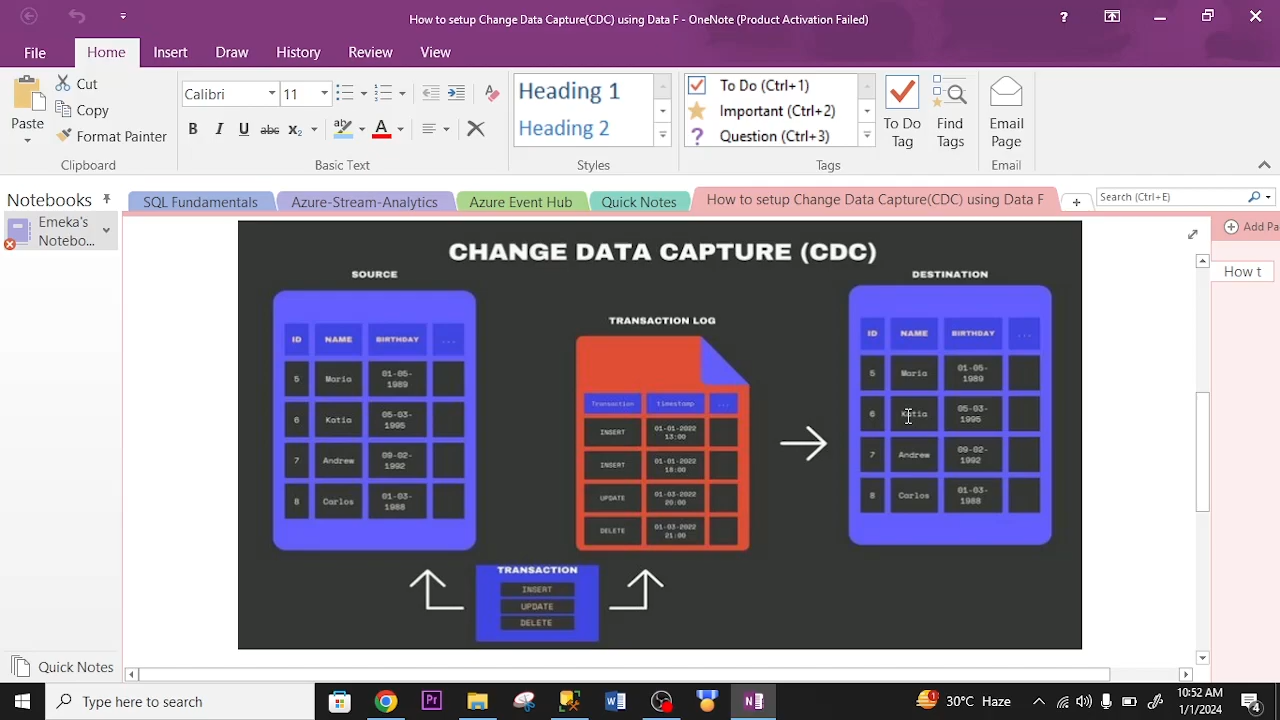 How to setup Change Data Capture(CDC) using Data F - OneNote (Product Activation Failed)
?
File
Home
Insert
Draw
History
Review
View
Paste
Cut
Copy
Format Painter
Clipboard
Calibri
11
B I U abc X₂
A
Basic Text
Heading 1
Heading 2
Styles
To Do (Ctrl+1)
Important (Ctrl+2)
? Question (Ctrl+3)
Tags
To Do
Tag
Find
Tags
Email
Page
Email
Notebooks
SQL Fundamentals
Azure-Stream-Analytics
Azure Event Hub
Quick Notes
How to setup Change Data Capture(CDC) using Data F
+
Search (Ctrl+E)
Emeka's
Notebo...
Add Pa
How t
CHANGE DATA CAPTURE (CDC)
SOURCE
ID NAME BIRTHDAY ...
5 Maria 01-05-
1989
6 Katia 05-03-
1995
7 Andrew 09-02-
1992
8 Carlos 01-03-
1988
TRANSACTION LOG
Transaction timestamp ...
INSERT 01-01-2022
13:00
INSERT 01-01-2022
18:00
UPDATE 01-03-2022
20:00
DELETE 01-03-2022
21:00
DESTINATION
ID NAME BIRTHDAY ...
5 Maria 01-05-
1989
6 Katia 05-03-
1995
7 Andrew 09-02-
1992
8 Carlos 01-03-
1988
TRANSACTION
INSERT
UPDATE
DELETE
Quick Notes
Type here to search
Pr
W
N
1
30°C Haze
10:52 AM
1/1/2024
4